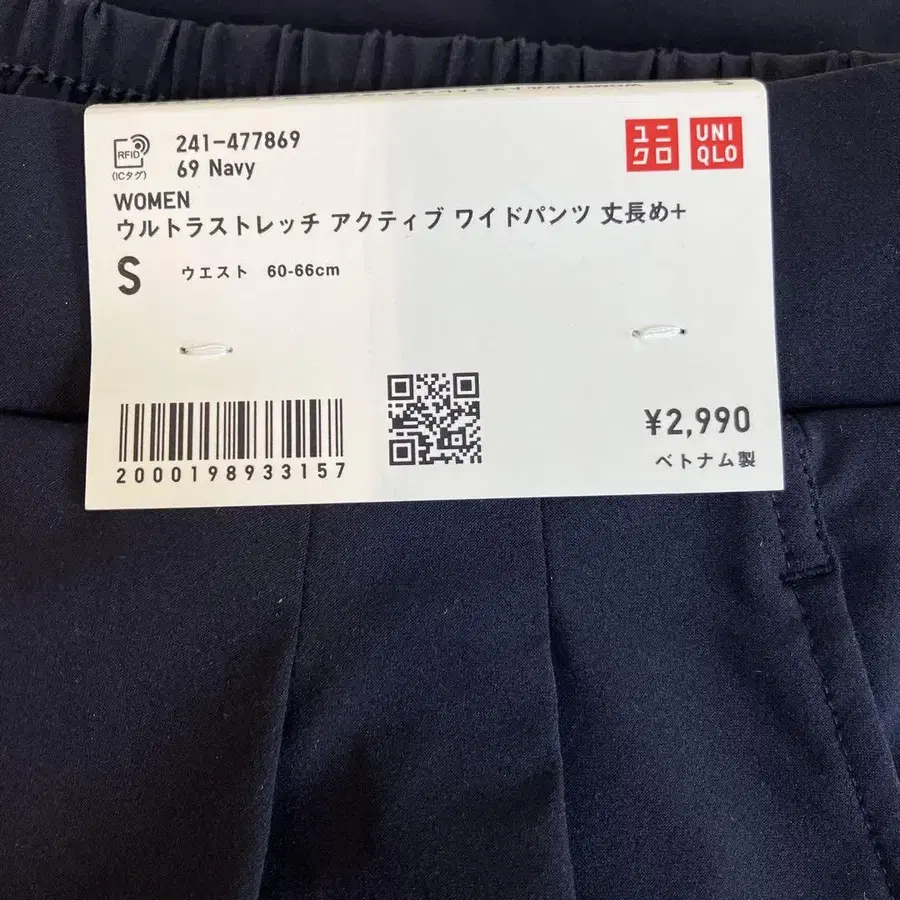 241-477869
69 Navy
RFID
(ICタグ)
ユニ
クロ
UNI
QLO
WOMEN
ウルトラストレッチ アクティブ ワイドパンツ 丈長め+
S ウエスト 60-66cm
2000198933157
¥2,990
ベトナム製